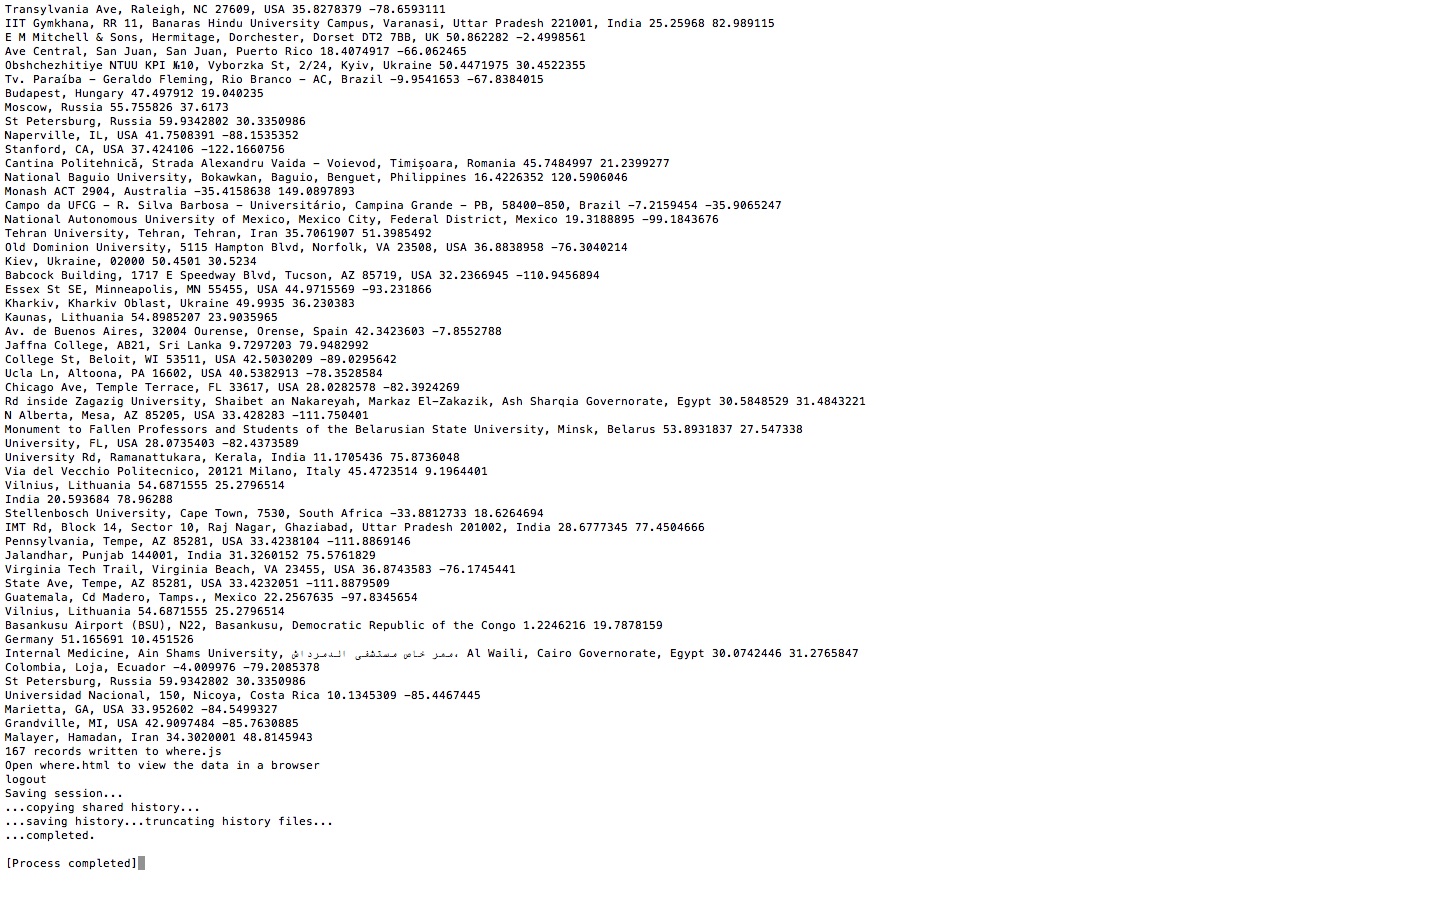 Transylvania Ave, Raleigh, NC 27609, USA 35.8278379 -78.6593111
IIT Gymkhana, RR 11, Banaras Hindu University Campus, Varanasi, Uttar Pradesh 221001, India 25.25968 82.989115
E M Mitchell & Sons, Hermitage, Dorchester, Dorset DT2 7BB, UK 50.862282 -2.4998561
Ave Central, San Juan, San Juan, Puerto Rico 18.4074917 -66.062465
Obshchezhitiye NTUU KPI №10, Vyborzka St, 2/24, Kyiv, Ukraine 50.4471975 30.4522355
Tv. Paraíba - Geraldo Fleming, Rio Branco - AC, Brazil -9.9541653 -67.8384015
Budapest, Hungary 47.497912 19.040235
Moscow, Russia 55.755826 37.6173
St Petersburg, Russia 59.9342802 30.3350986
Naperville, IL, USA 41.7508391 -88.1535352
Stanford, CA, USA 37.424106 -122.1660756
Cantina Politehnică, Strada Alexandru Vaida - Voievod, Timișoara, Romania 45.7484997 21.2399277
National Baguio University, Bokawkan, Baguio, Benguet, Philippines 16.4226352 120.5906046
Monash ACT 2904, Australia -35.4158638 149.0897893
Campo da UFCG - R. Silva Barbosa - Universitário, Campina Grande - PB, 58400-850, Brazil -7.2159454 -35.9065247
National Autonomous University of Mexico, Mexico City, Federal District, Mexico 19.3188895 -99.1843676
Tehran University, Tehran, Tehran, Iran 35.7061907 51.3985492
Old Dominion University, 5115 Hampton Blvd, Norfolk, VA 23508, USA 36.8838958 -76.3040214
Kiev, Ukraine, 02000 50.4501 30.5234
Babcock Building, 1717 E Speedway Blvd, Tucson, AZ 85719, USA 32.2366945 -110.9456894
Essex St SE, Minneapolis, MN 55455, USA 44.9715569 -93.231866
Kharkiv, Kharkiv Oblast, Ukraine 49.9935 36.230383
Kaunas, Lithuania 54.8985207 23.9035965
Av. de Buenos Aires, 32004 Ourense, Orense, Spain 42.3423603 -7.8552788
Jaffna College, AB21, Sri Lanka 9.7297203 79.9482992
College St, Beloit, WI 53511, USA 42.5030209 -89.0295642
Ucla Ln, Altoona, PA 16602, USA 40.5382913 -78.3528584
Chicago Ave, Temple Terrace, FL 33617, USA 28.0282578 -82.3924269
Rd inside Zagazig University, Shaibet an Nakareyah, Markaz El-Zakazik, Ash Sharqia Governorate, Egypt 30.5848529 31.4843221
N Alberta, Mesa, AZ 85205, USA 33.428283 -111.750401
Monument to Fallen Professors and Students of the Belarusian State University, Minsk, Belarus 53.8931837 27.547338
University, FL, USA 28.0735403 -82.4373589
University Rd, Ramanattukara, Kerala, India 11.1705436 75.8736048
Via del Vecchio Politecnico, 20121 Milano, Italy 45.4723514 9.1964401
Vilnius, Lithuania 54.6871555 25.2796514
India 20.593684 78.96288
Stellenbosch University, Cape Town, 7530, South Africa -33.8812733 18.6264694
IMT Rd, Block 14, Sector 10, Raj Nagar, Ghaziabad, Uttar Pradesh 201002, India 28.6777345 77.4504666
Pennsylvania, Tempe, AZ 85281, USA 33.4238104 -111.8869146
Jalandhar, Punjab 144001, India 31.3260152 75.5761829
Virginia Tech Trail, Virginia Beach, VA 23455, USA 36.8743583 -76.1745441
State Ave, Tempe, AZ 85281, USA 33.4232051 -111.8879509
Guatemala, Cd Madero, Tamps., Mexico 22.2567635 -97.8345654
Vilnius, Lithuania 54.6871555 25.2796514
Basankusu Airport (BSU), N22, Basankusu, Democratic Republic of the Congo 1.2246216 19.7878159
Germany 51.165691 10.451526
Internal Medicine, Ain Shams University, ممر خاص مستشفى الدمرداش، Al Waili, Cairo Governorate, Egypt 30.0742446 31.2765847
Colombia, Loja, Ecuador -4.009976 -79.2085378
St Petersburg, Russia 59.9342802 30.3350986
Universidad Nacional, 150, Nicoya, Costa Rica 10.1345309 -85.4467445
Marietta, GA, USA 33.952602 -84.5499327
Grandville, MI, USA 42.9097484 -85.7630885
Malayer, Hamadan, Iran 34.3020001 48.8145943
167 records written to where.js
Open where.html to view the data in a browser
logout
Saving session...
...copying shared history...
...saving history...truncating history files...
...completed.
[Process completed]